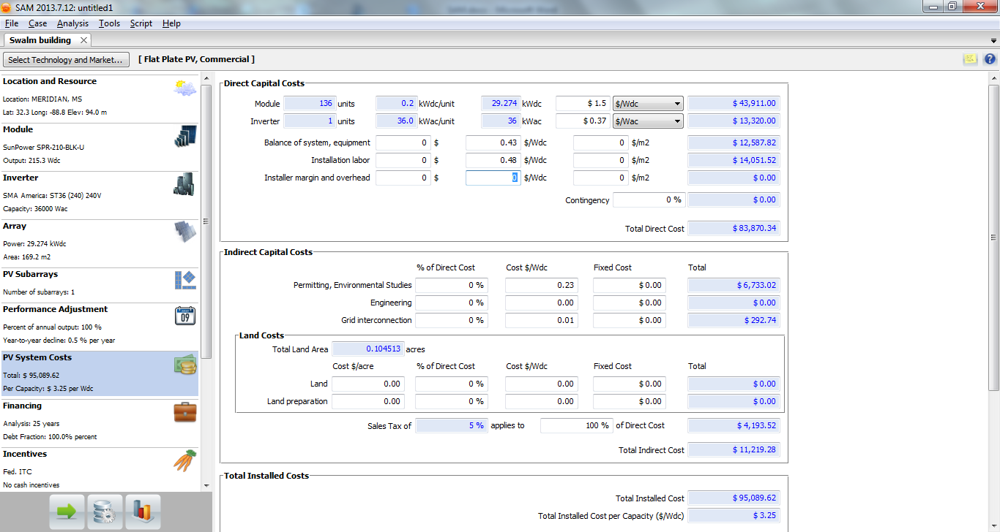 SAM 2013.7.12: untitled1
File Case Analysis Tools Script Help
Swalm building
Select Technology and Market... [ Flat Plate PV, Commercial ]
Location and Resource
Location: MERIDIAN, MS
Lat: 32.3 Long: -88.8 Elev: 94.0 m
Module
SunPower SPR-210-BLK-U
Output: 215.3 Wdc
Inverter
SMA America: ST36 (240) 240V
Capacity: 36000 Wac
Array
Power: 29.274 kWdc
Area: 169.2 m2
PV Subarrays
Number of subarrays: 1
Performance Adjustment
Percent of annual output: 100 %
Year-to-year decline: 0.5 % per year
09
PV System Costs
Total: $ 95,089.62
Per Capacity: $ 3.25 per Wdc
Financing
Analysis: 25 years
Debt Fraction: 100.0% percent
Incentives
Fed. ITC
No cash incentives
Direct Capital Costs
Module 136 units 0.2 kWdc/unit 29.274 kWdc $ 1.5 $/Wdc $ 43,911.00
Inverter 1 units 36.0 kWac/unit 36 kWac $ 0.37 $/Wac $ 13,320.00
Balance of system, equipment 0 $ 0.43 $/Wdc 0 $/m2 $ 12,587.82
Installation labor 0 $ 0.48 $/Wdc 0 $/m2 $ 14,051.52
Installer margin and overhead 0 $ 0 $/Wdc 0 $/m2 $ 0.00
Contingency 0 % $ 0.00
Total Direct Cost $ 83,870.34
Indirect Capital Costs
% of Direct Cost Cost $/Wdc Fixed Cost Total
Permitting, Environmental Studies 0 % 0.23 $ 0.00 $ 6,733.02
Engineering 0 % 0.00 $ 0.00 $ 0.00
Grid interconnection 0 % 0.01 $ 0.00 $ 292.74
Land Costs
Total Land Area 0.104513 acres
Cost $/acre % of Direct Cost Cost $/Wdc Fixed Cost Total
Land 0.00 0 % 0.00 $ 0.00 $ 0.00
Land preparation 0.00 0 % 0.00 $ 0.00 $ 0.00
Sales Tax of 5 % applies to 100 % of Direct Cost $ 4,193.52
Total Indirect Cost $ 11,219.28
Total Installed Costs
Total Installed Cost $ 95,089.62
Total Installed Cost per Capacity ($/Wdc) $ 3.25